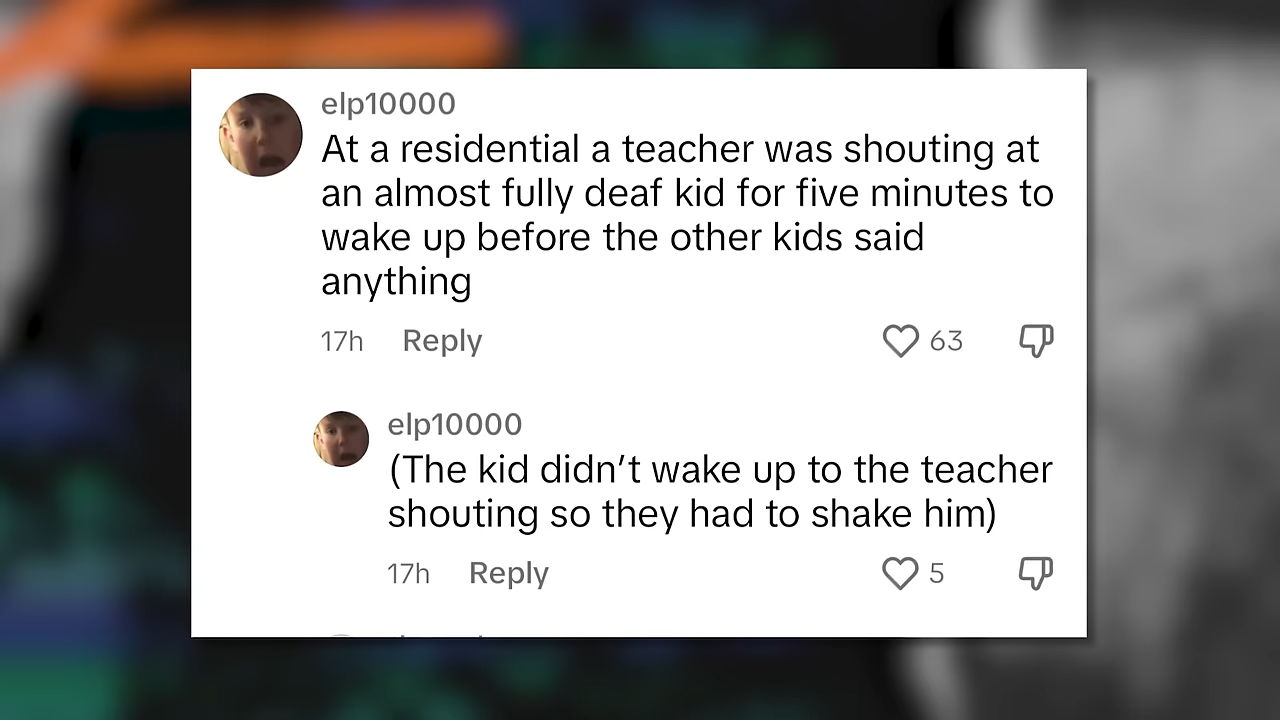 elp10000
At a residential a teacher was shouting at
an almost fully deaf kid for five minutes to
wake up before the other kids said
anything
17h Reply 63
elp10000
(The kid didn’t wake up to the teacher
shouting so they had to shake him)
17h Reply 5